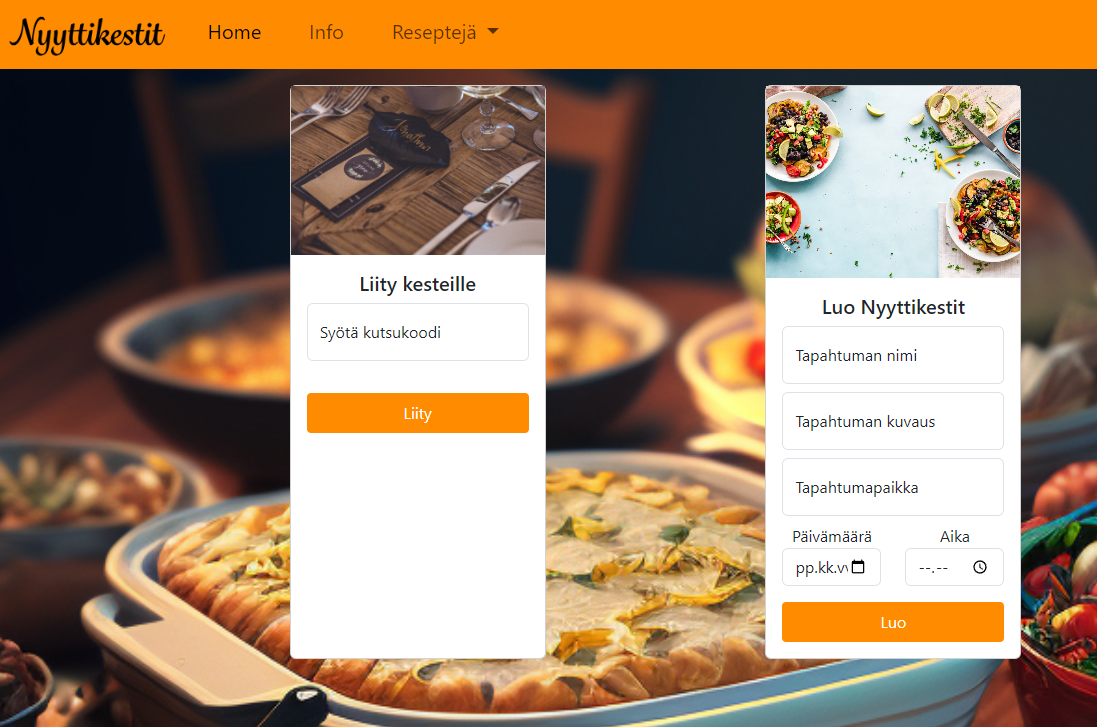 Nyyttikestit Home Info Reseptejä
Liity kesteille
Syötä kutsukoodi
Liity
Luo Nyyttikestit
Tapahtuman nimi
Tapahtuman kuvaus
Tapahtumapaikka
Päivämäärä Aika
pp.kk.vv --.--
Luo